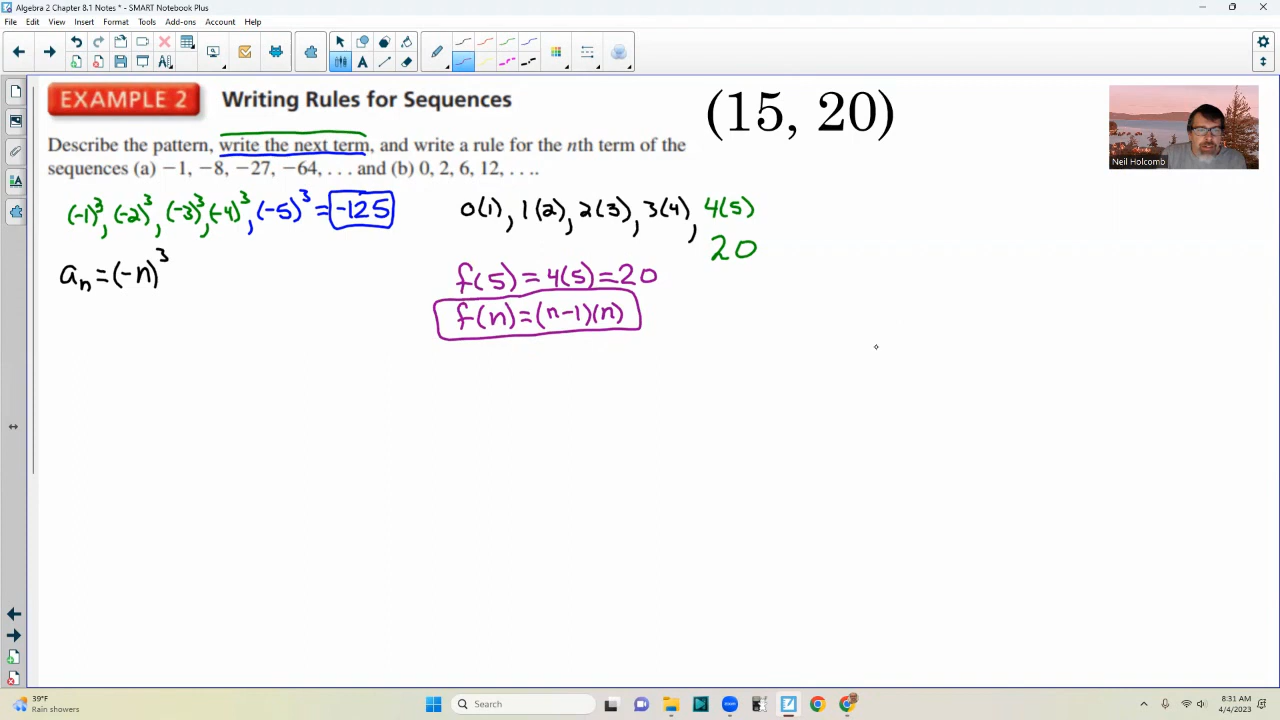 Algebra 2 Chapter 8.1 Notes * - SMART Notebook Plus
File Edit View Insert Format Tools Add-ons Account Help
EXAMPLE 2 Writing Rules for Sequences
(15, 20)
Describe the pattern, write the next term, and write a rule for the nth term of the
sequences (a) −1, −8, −27, −64, . . . and (b) 0, 2, 6, 12, . . ..
Neil Holcomb
(-1)³, (-2)³, (-3)³, (-4)³, (-5)³ = -125
0(1), 1(2), 2(3), 3(4), 4(5)
20
aₙ = (-n)³
f(5) = 4(5) = 20
f(n) = (n-1)(n)
39°F
Rain showers
Search
8:31 AM
4/4/2023